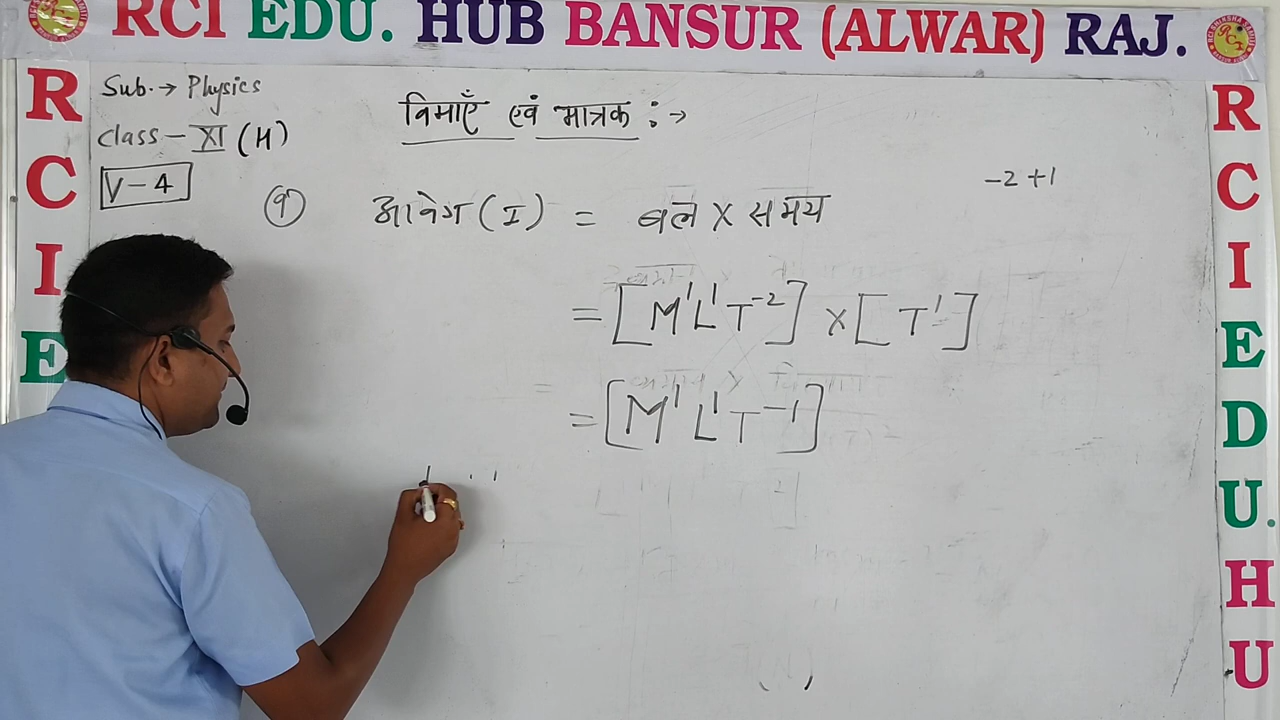 RCI EDU. HUB BANSUR (ALWAR) RAJ.
R
C
I
E
Sub. → Physics
Class - XI (H)
V-4
विमाएँ एवं मात्रक :→
(9) आवेग (I) = बल × समय
-2 +1
= [M¹L¹T⁻²] × [T¹]
= [M¹L¹T⁻¹]
R
C
I
E
D
U.
H
U